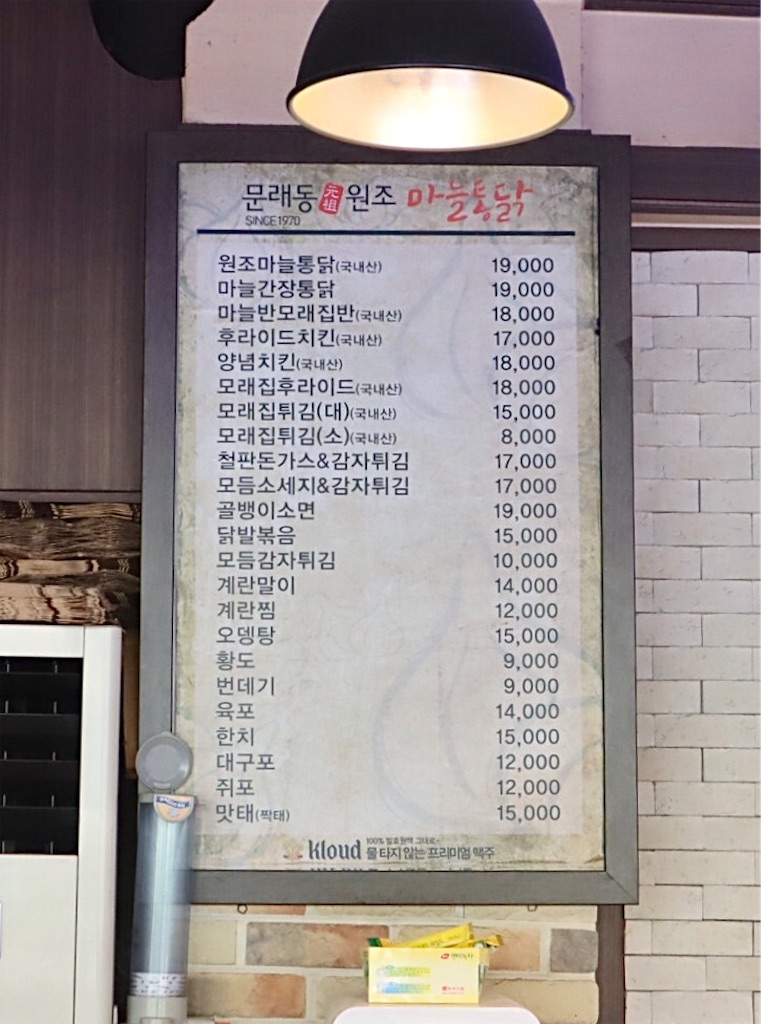 문래동 元祖 원조 마늘통닭
SINCE1970
원조마늘통닭(국내산) 19,000
마늘간장통닭 19,000
마늘반모래집반(국내산) 18,000
후라이드치킨(국내산) 17,000
양념치킨(국내산) 18,000
모래집후라이드(국내산) 18,000
모래집튀김(대)(국내산) 15,000
모래집튀김(소)(국내산) 8,000
철판돈가스&감자튀김 17,000
모듬소세지&감자튀김 17,000
골뱅이소면 19,000
닭발볶음 15,000
모듬감자튀김 10,000
계란말이 14,000
계란찜 12,000
오뎅탕 15,000
황도 9,000
번데기 9,000
육포 14,000
한치 15,000
대구포 12,000
쥐포 12,000
맛태(짝태) 15,000
100% 발효원액 그대로~
Kloud 물 타지 않는 프리미엄 맥주